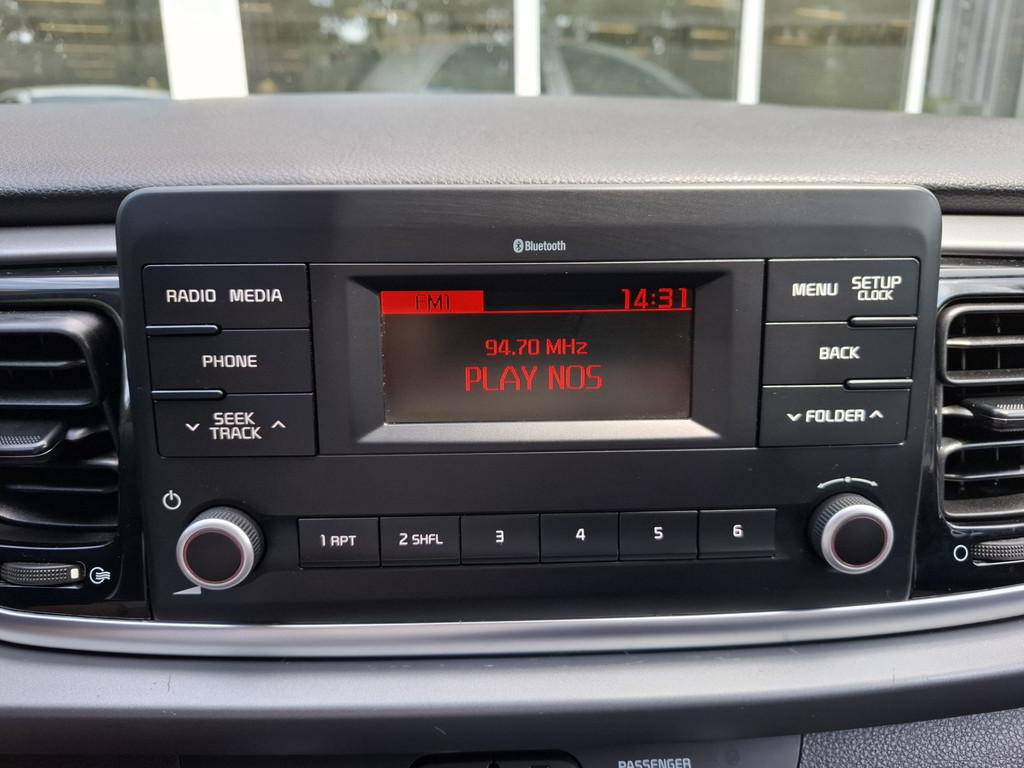 Bluetooth
RADIO MEDIA
PHONE
SEEK
TRACK
FM1
14:31
94.70 MHz
PLAY NOS
MENU
SETUP
CLOCK
BACK
FOLDER
1 RPT
2 SHFL
3
4
5
6
PASSENGER